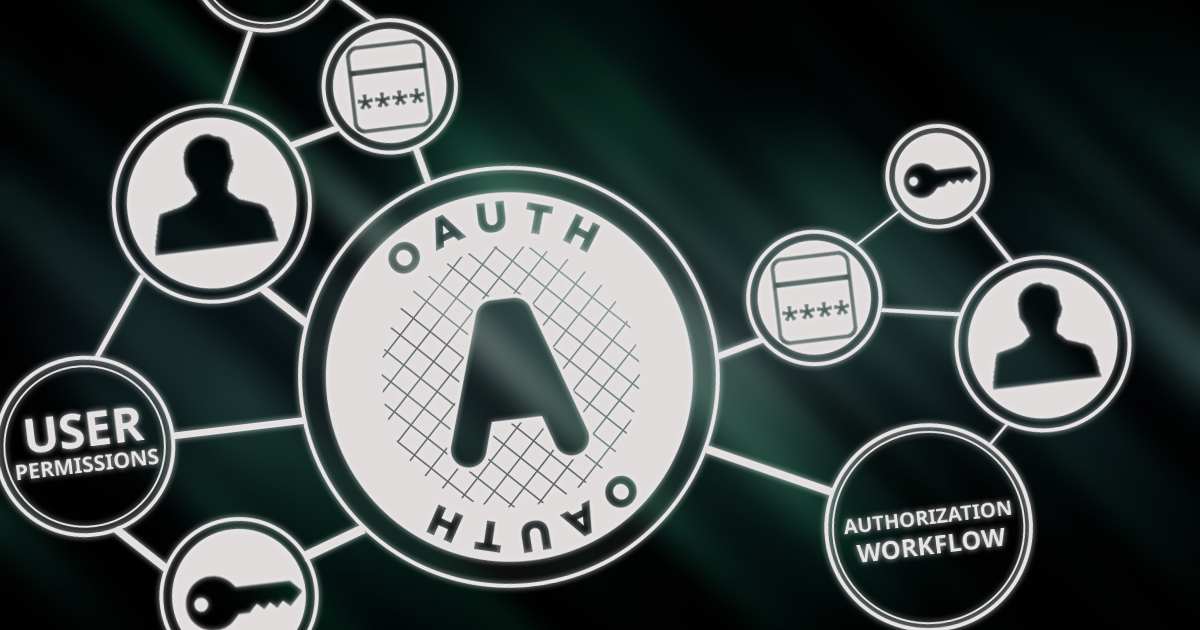 ****
OAUTH
A
OAUTH
USER
PERMISSIONS
****
AUTHORIZATION
WORKFLOW